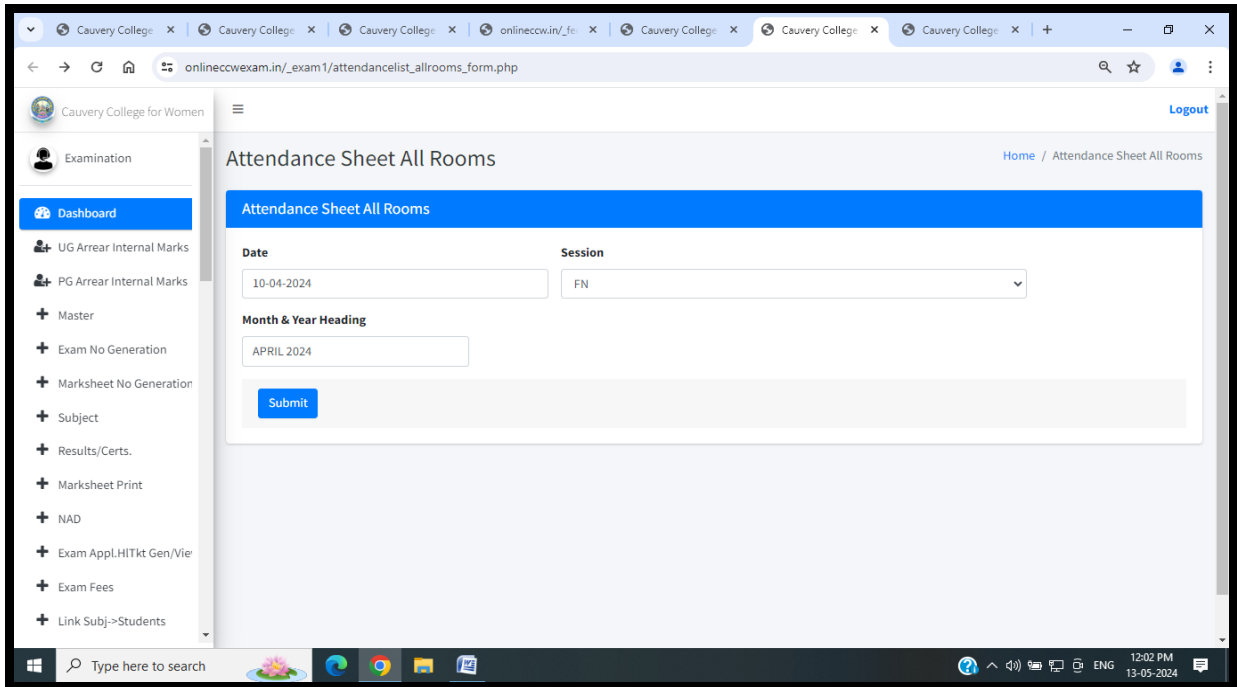 Cauvery College
Cauvery College
Cauvery College
onlineccw.in/_fe
Cauvery College
Cauvery College
Cauvery College
onlineccwexam.in/_exam1/attendancelist_allrooms_form.php
Cauvery College for Women
Logout
Examination
Attendance Sheet All Rooms
Home / Attendance Sheet All Rooms
Dashboard
UG Arrear Internal Marks
PG Arrear Internal Marks
Master
Exam No Generation
Marksheet No Generation
Subject
Results/Certs.
Marksheet Print
NAD
Exam Appl.HlTkt Gen/Vie
Exam Fees
Link Subj->Students
Attendance Sheet All Rooms
Date
Session
10-04-2024
FN
Month & Year Heading
APRIL 2024
Submit
Type here to search
ENG
12:02 PM
13-05-2024